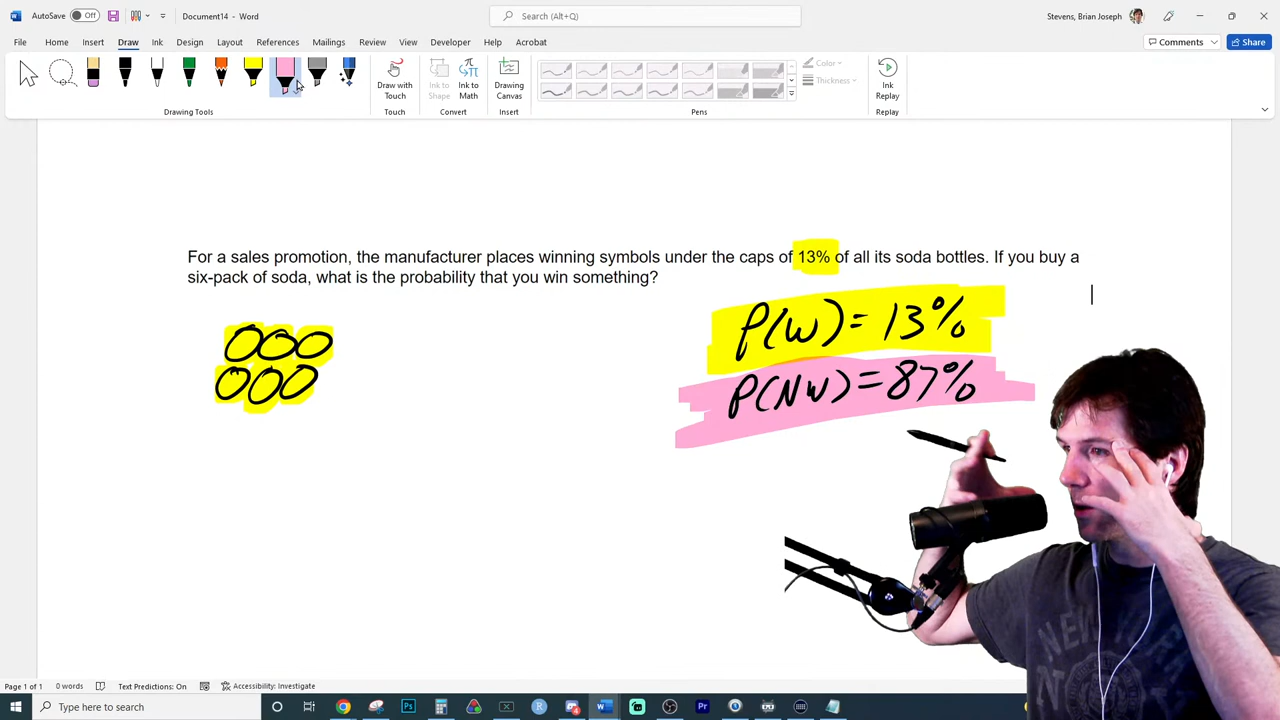 AutoSave Off Document14 - Word Search (Alt+Q) Stevens, Brian Joseph
File Home Insert Draw Ink Design Layout References Mailings Review View Developer Help Acrobat Comments Share
Draw with Touch
Ink to Shape
Ink to Math
Drawing Canvas
Color
Thickness
Ink Replay
Drawing Tools Touch Convert Insert Pens Replay
For a sales promotion, the manufacturer places winning symbols under the caps of 13% of all its soda bottles. If you buy a
six-pack of soda, what is the probability that you win something?
P(W)= 13%
P(NW)=87%
Page 1 of 1 0 words Text Predictions: On Accessibility: Investigate
Type here to search